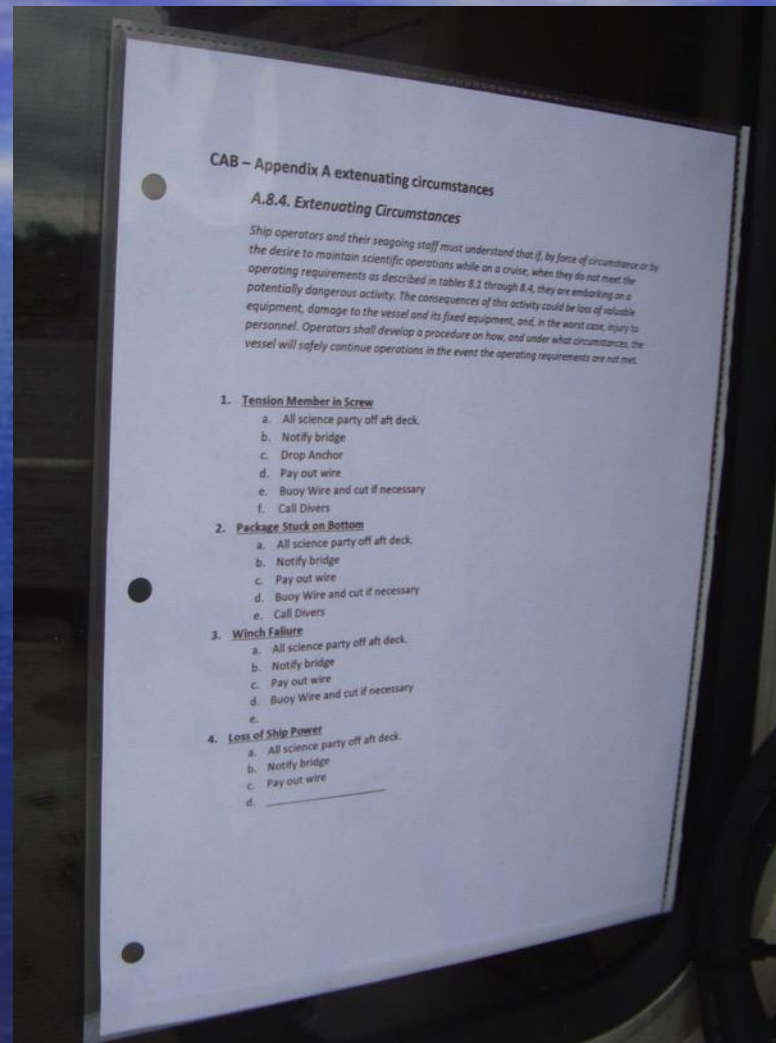 CAB – Appendix A extenuating circumstances
A.8.4. Extenuating Circumstances
Ship operators and their seagoing staff must understand that if, by force of circumstance or by
the desire to maintain scientific operations while on a cruise, when they do not meet the
operating requirements as described in tables 8.1 through 8.4, they are embarking on a
potentially dangerous activity. The consequences of this activity could be loss of valuable
equipment, damage to the vessel and its fixed equipment, and, in the worst case, injury to
personnel. Operators shall develop a procedure on how, and under what circumstances, the
vessel will safely continue operations in the event the operating requirements are not met.
1. Tension Member in Screw
a. All science party off aft deck.
b. Notify bridge
c. Drop Anchor
d. Pay out wire
e. Buoy Wire and cut if necessary
f. Call Divers
2. Package Stuck on Bottom
a. All science party off aft deck.
b. Notify bridge
c. Pay out wire
d. Buoy Wire and cut if necessary
e. Call Divers
3. Winch Faliure
a. All science party off aft deck.
b. Notify bridge
c. Pay out wire
d. Buoy Wire and cut if necessary
e.
4. Loss of Ship Power
a. All science party off aft deck.
b. Notify bridge
c. Pay out wire
d. ____________________